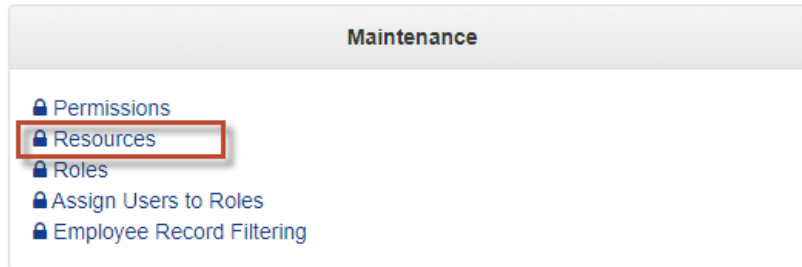 Maintenance
Permissions
Resources
Roles
Assign Users to Roles
Employee Record Filtering